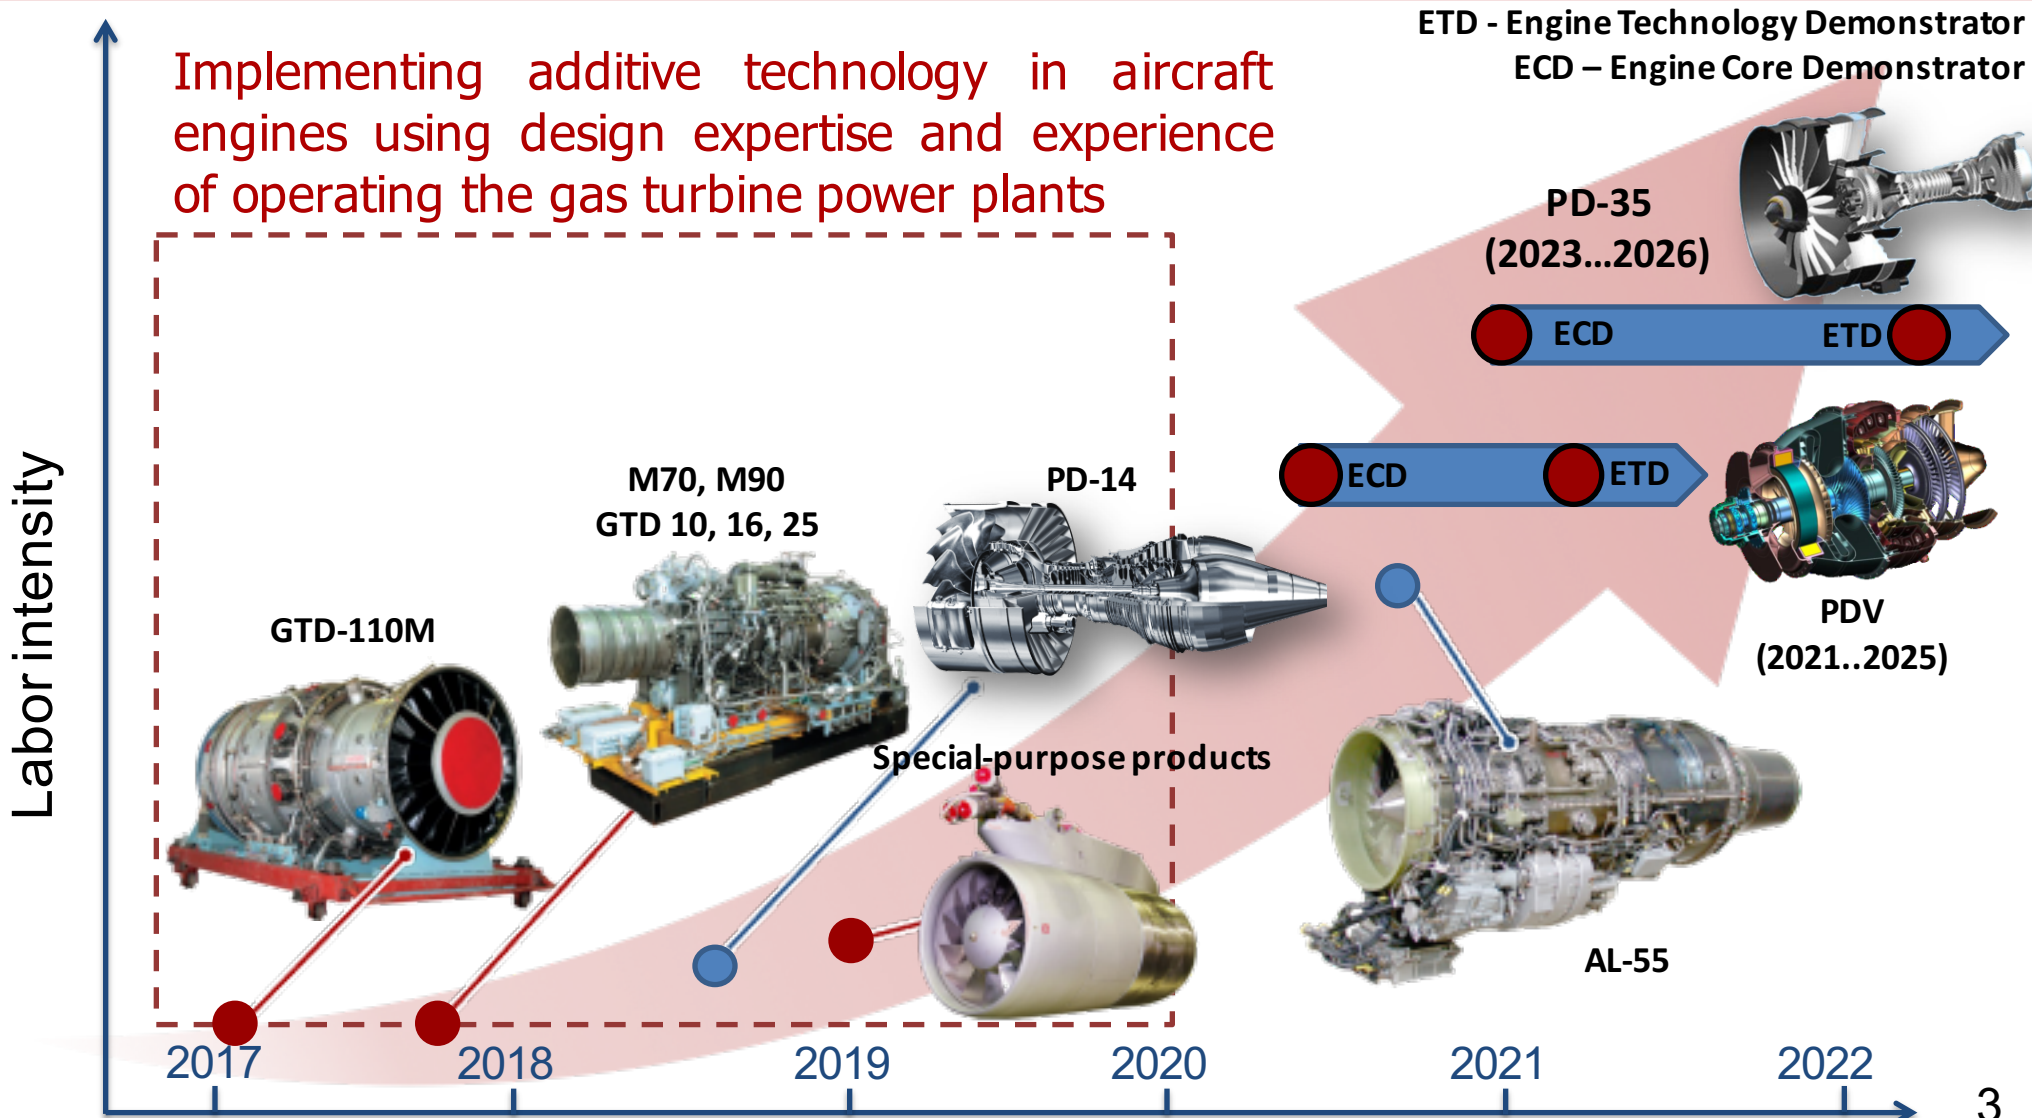 ETD - Engine Technology Demonstrator
ECD – Engine Core Demonstrator
Implementing additive technology in aircraft
engines using design expertise and experience
of operating the gas turbine power plants
PD-35
(2023...2026)
ECD
ETD
M70, M90
GTD 10, 16, 25
PD-14
ECD
ETD
GTD-110M
PDV
(2021..2025)
Special-purpose products
AL-55
Labor intensity
2017
2018
2019
2020
2021
2022
3